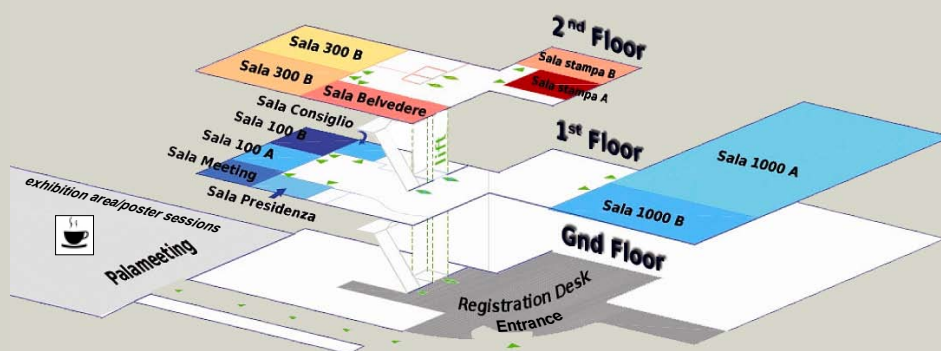 2nd Floor
Sala 300 B
Sala stampa B
Sala 300 B
Sala stampa A
Sala Belvedere
Sala Consiglio
Sala 100 B
1st Floor
Sala 100 A
Sala 1000 A
Sala Meeting
Sala Presidenza
Sala 1000 B
exhibition area/poster sessions
Gnd Floor
Palameeting
Registration Desk
Entrance